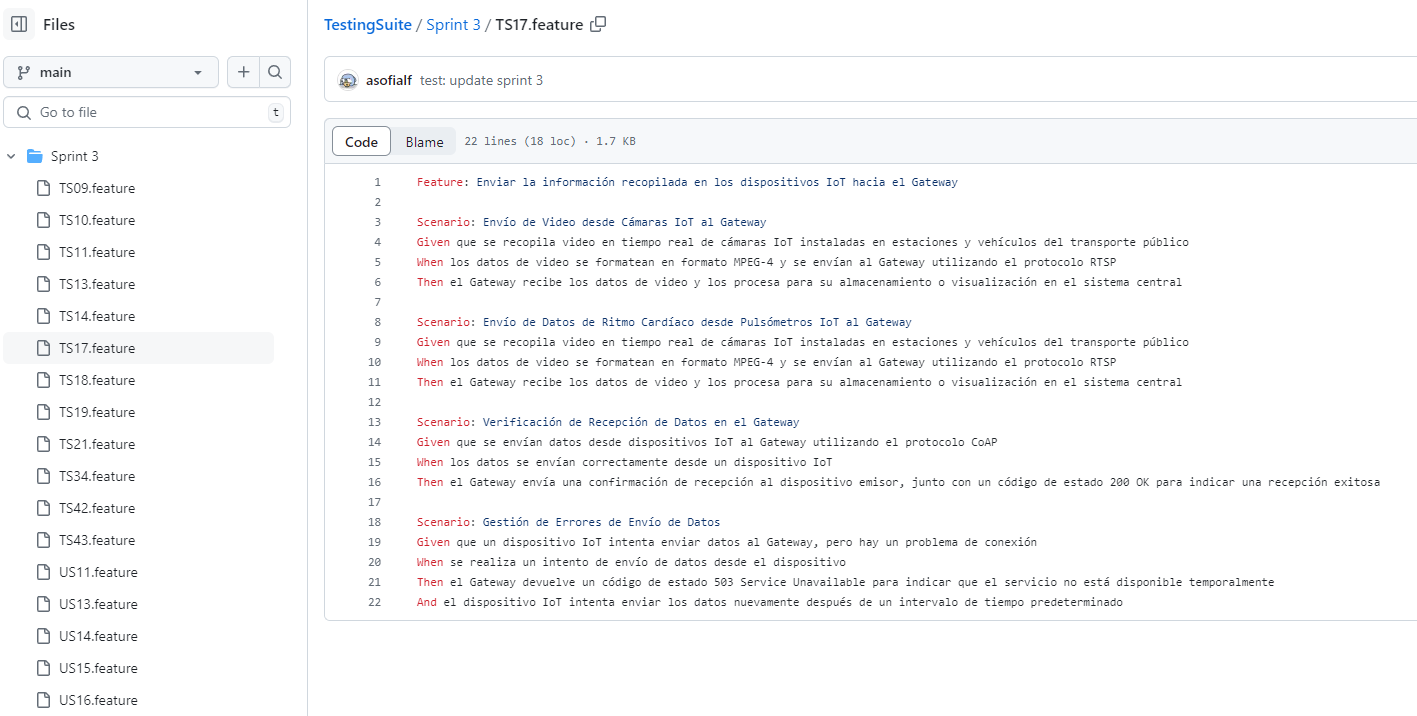 Files
main
Go to file
t
Sprint 3
TS09.feature
TS10.feature
TS11.feature
TS13.feature
TS14.feature
TS17.feature
TS18.feature
TS19.feature
TS21.feature
TS34.feature
TS42.feature
TS43.feature
US11.feature
US13.feature
US14.feature
US15.feature
US16.feature
TestingSuite / Sprint 3 / TS17.feature
asofialf test: update sprint 3
Code Blame 22 lines (18 loc) · 1.7 KB
1 Feature: Enviar la información recopilada en los dispositivos IoT hacia el Gateway
2
3 Scenario: Envío de Video desde Cámaras IoT al Gateway
4 Given que se recopila video en tiempo real de cámaras IoT instaladas en estaciones y vehículos del transporte público
5 When los datos de video se formatean en formato MPEG-4 y se envían al Gateway utilizando el protocolo RTSP
6 Then el Gateway recibe los datos de video y los procesa para su almacenamiento o visualización en el sistema central
7
8 Scenario: Envío de Datos de Ritmo Cardíaco desde Pulsómetros IoT al Gateway
9 Given que se recopila video en tiempo real de cámaras IoT instaladas en estaciones y vehículos del transporte público
10 When los datos de video se formatean en formato MPEG-4 y se envían al Gateway utilizando el protocolo RTSP
11 Then el Gateway recibe los datos de video y los procesa para su almacenamiento o visualización en el sistema central
12
13 Scenario: Verificación de Recepción de Datos en el Gateway
14 Given que se envían datos desde dispositivos IoT al Gateway utilizando el protocolo CoAP
15 When los datos se envían correctamente desde un dispositivo IoT
16 Then el Gateway envía una confirmación de recepción al dispositivo emisor, junto con un código de estado 200 OK para indicar una recepción exitosa
17
18 Scenario: Gestión de Errores de Envío de Datos
19 Given que un dispositivo IoT intenta enviar datos al Gateway, pero hay un problema de conexión
20 When se realiza un intento de envío de datos desde el dispositivo
21 Then el Gateway devuelve un código de estado 503 Service Unavailable para indicar que el servicio no está disponible temporalmente
22 And el dispositivo IoT intenta enviar los datos nuevamente después de un intervalo de tiempo predeterminado